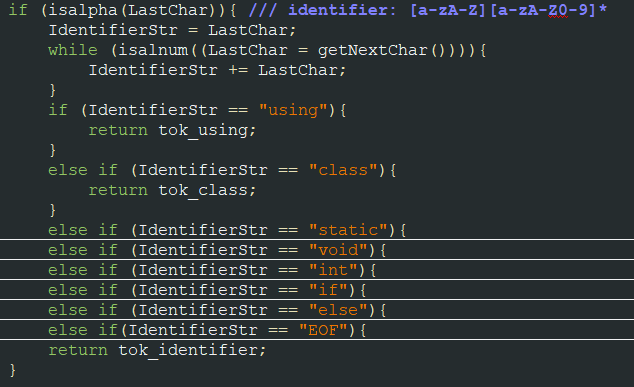 if (isalpha(LastChar)){ /// identifier: [a-zA-Z][a-zA-Z0-9]*
    IdentifierStr = LastChar;
    while (isalnum((LastChar = getNextChar()))){
        IdentifierStr += LastChar;
    }
    if (IdentifierStr == "using"){
        return tok_using;
    }
    else if (IdentifierStr == "class"){
        return tok_class;
    }
    else if (IdentifierStr == "static"){
    else if (IdentifierStr == "void"){
    else if (IdentifierStr == "int"){
    else if (IdentifierStr == "if"){
    else if (IdentifierStr == "else"){
    else if(IdentifierStr == "EOF"){
    return tok_identifier;
}